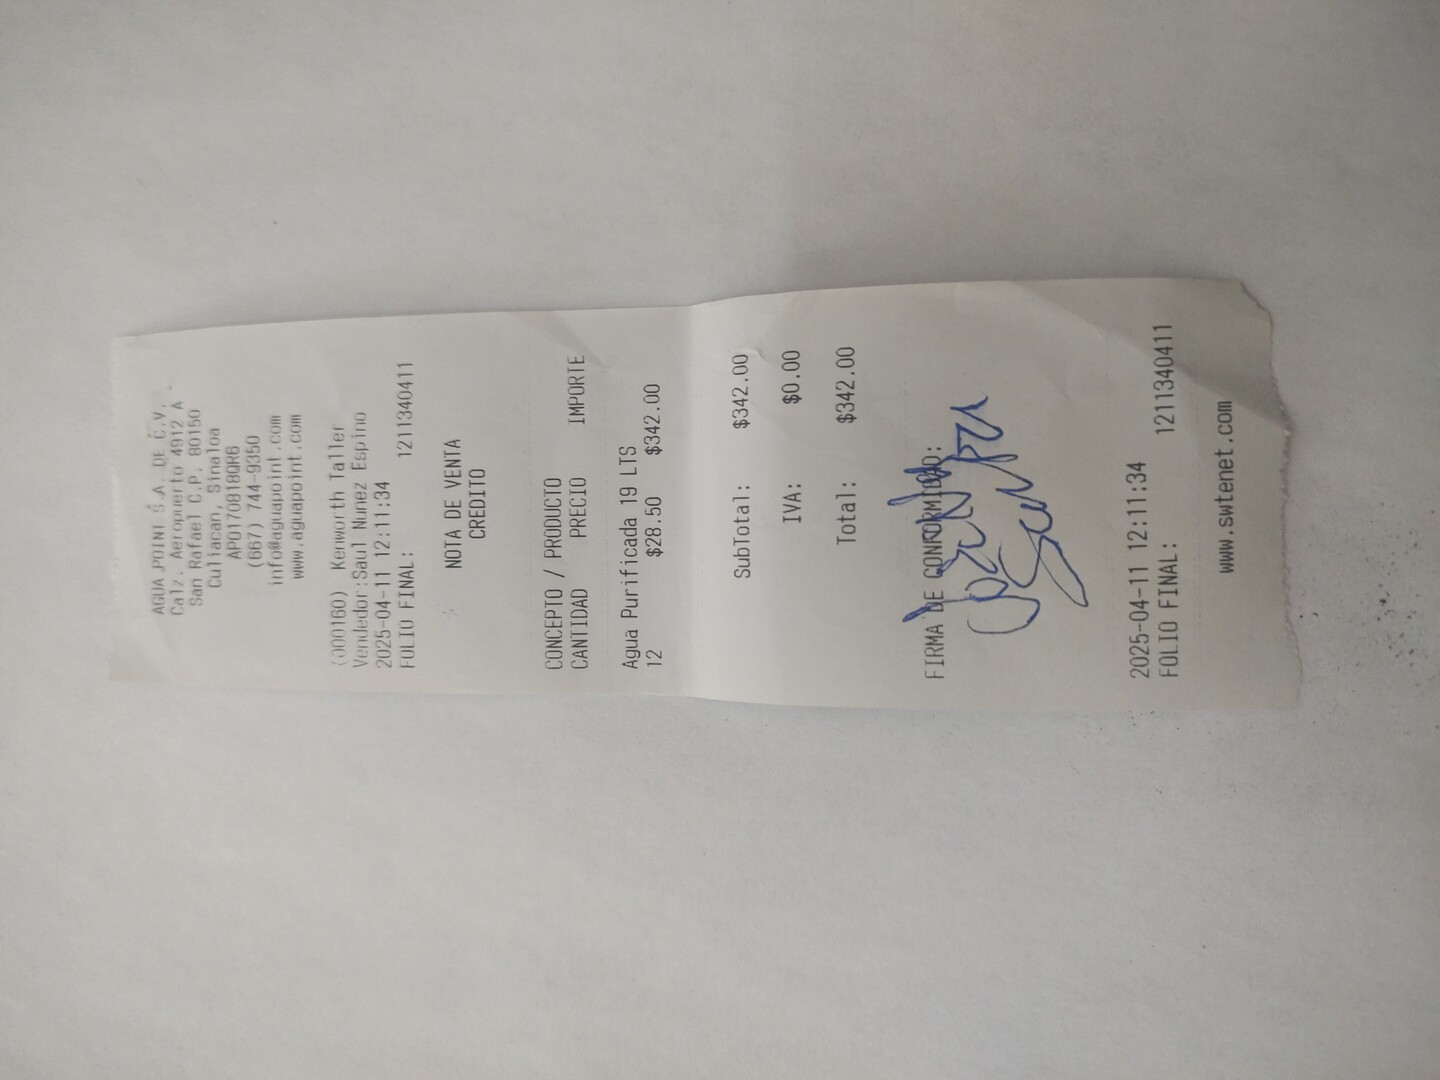 AGUA POINT S.A. DE C.V.
Calz. Aeropuerto 4912 A
San Rafael C.P. 80150
Culiacan, Sinaloa
APO170818QR6
(667) 744-9350
info@aguapoint.com
www.aguapoint.com
(000160) Kenworth Taller
Vendedor:Saul Nunez Espino
2025-04-11 12:11:34
FOLIO FINAL: 1211340411
NOTA DE VENTA
CREDITO
CONCEPTO / PRODUCTO
CANTIDAD PRECIO IMPORTE
Agua Purificada 19 LTS
12 $28.50 $342.00
SubTotal: $342.00
IVA: $0.00
Total: $342.00
FIRMA DE CONFORMIDAD:
2025-04-11 12:11:34
FOLIO FINAL: 1211340411
www.swtenet.com